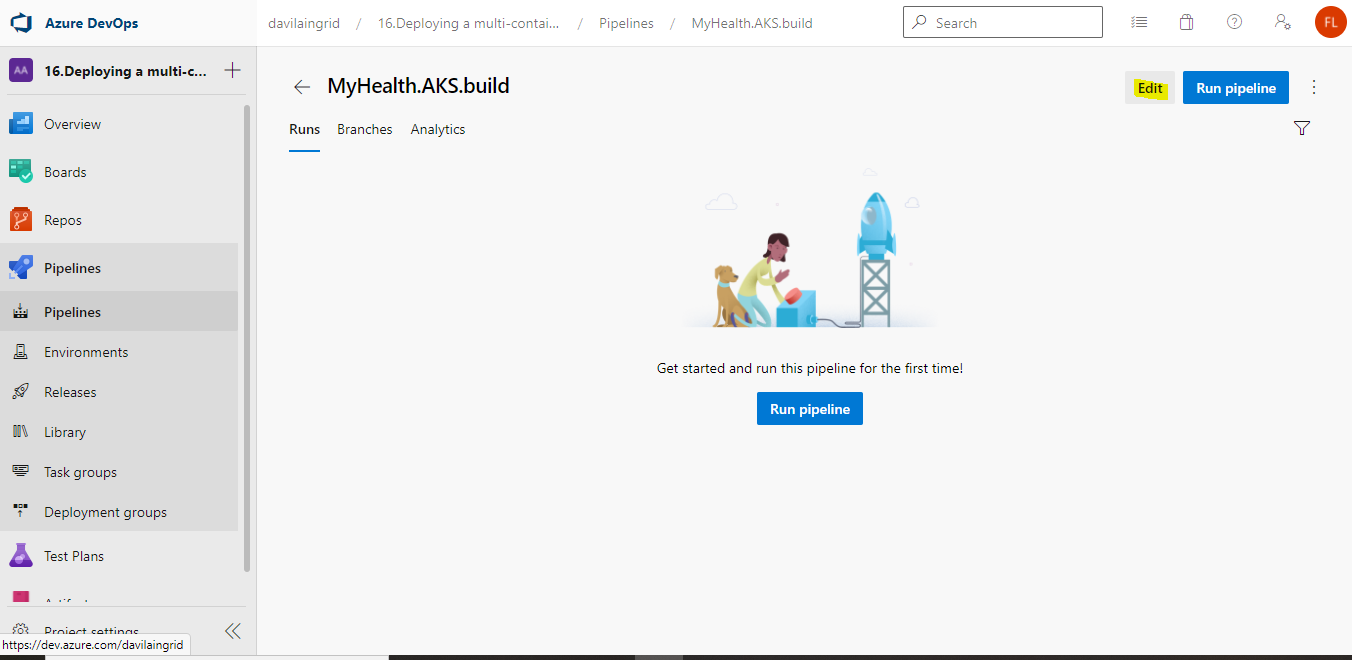 Azure DevOps
davilaingrid / 16.Deploying a multi-contai... / Pipelines / MyHealth.AKS.build
Search
FL
AA 16.Deploying a multi-c...
Overview
Boards
Repos
Pipelines
Pipelines
Environments
Releases
Library
Task groups
Deployment groups
Test Plans
Project settings
https://dev.azure.com/davilaingrid
MyHealth.AKS.build
Edit
Run pipeline
Runs Branches Analytics
Get started and run this pipeline for the first time!
Run pipeline